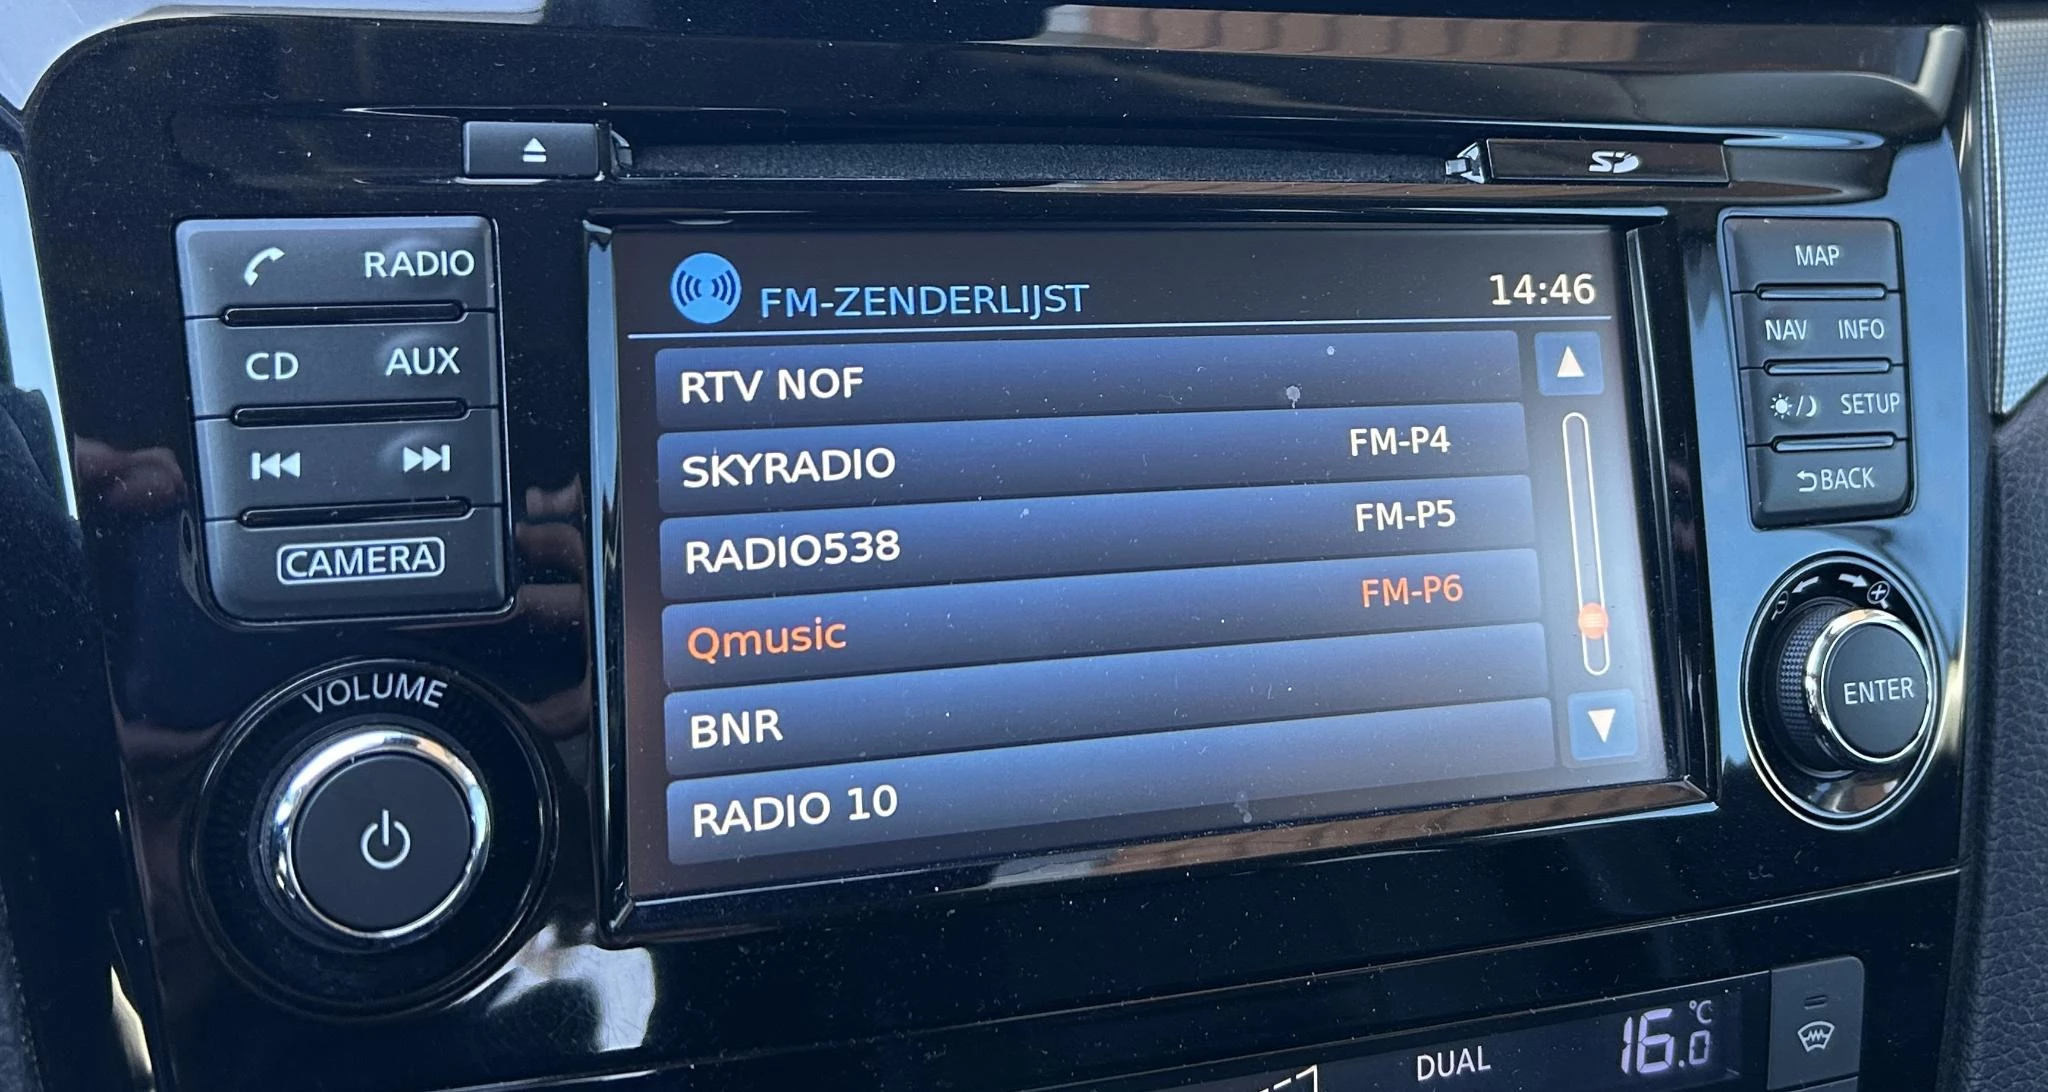 SD
RADIO
CD AUX
CAMERA
VOLUME
FM-ZENDERLIJST 14:46
RTV NOF
SKYRADIO FM-P4
RADIO538 FM-P5
Qmusic FM-P6
BNR
RADIO 10
MAP
NAV INFO
SETUP
BACK
ENTER
DUAL 16.0 °C